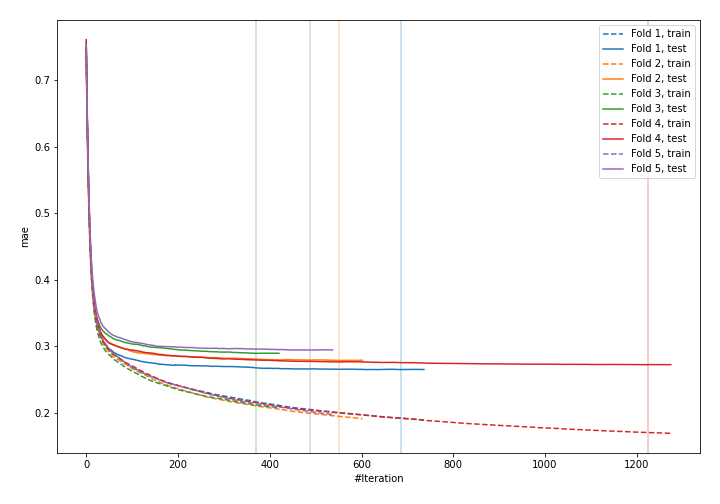 0.7
0.6
0.5
0.4
0.3
0.2
mae
0
200
400
600
800
1000
1200
#Iteration
Fold 1, train
Fold 1, test
Fold 2, train
Fold 2, test
Fold 3, train
Fold 3, test
Fold 4, train
Fold 4, test
Fold 5, train
Fold 5, test